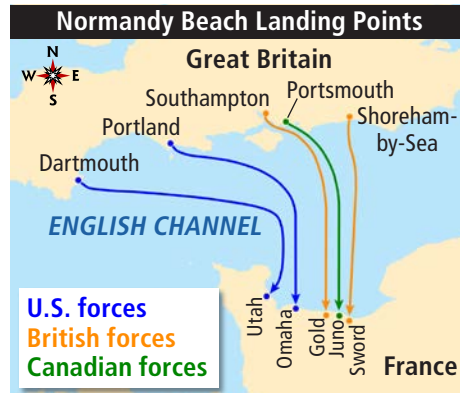 Normandy Beach Landing Points
N
W
E
S
Great Britain
Southampton
Portsmouth
Portland
Shoreham-
by-Sea
Dartmouth
ENGLISH CHANNEL
Utah
Omaha
Gold
Juno
Sword
U.S. forces
British forces
Canadian forces
France